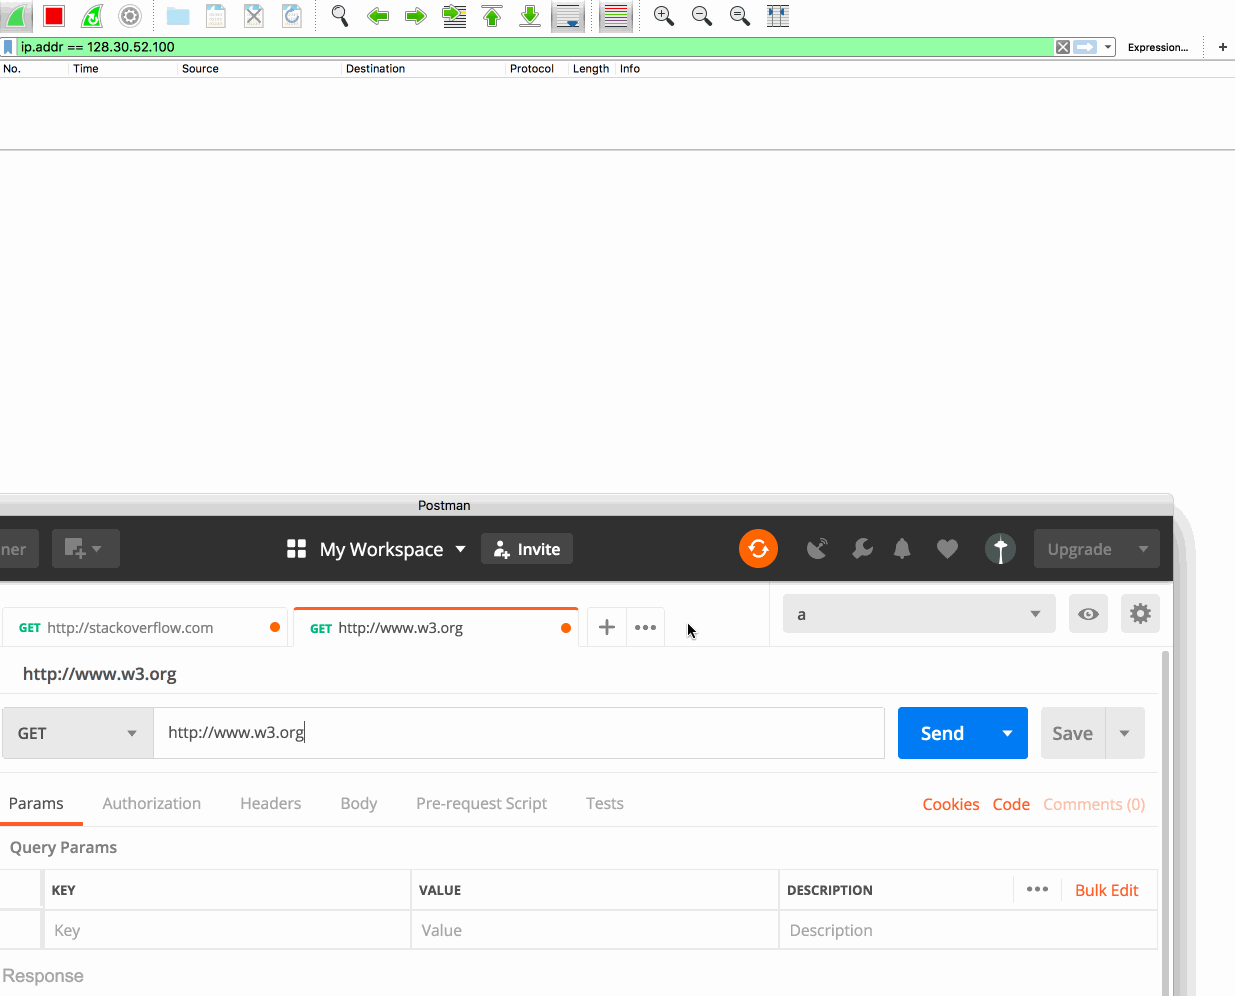 ip.addr == 128.30.52.100 Expression... +
No. Time Source Destination Protocol Length Info
Postman
ner My Workspace Invite Upgrade
GET http://stackoverflow.com GET http://www.w3.org + ••• a
http://www.w3.org
GET http://www.w3.org Send Save
Params Authorization Headers Body Pre-request Script Tests Cookies Code Comments (0)
Query Params
KEY VALUE DESCRIPTION ••• Bulk Edit
Key Value Description
Response